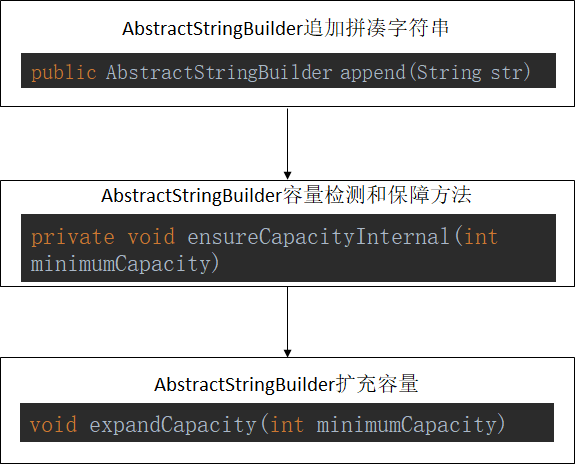 AbstractStringBuilder追加拼凑字符串
public AbstractStringBuilder append(String str)
AbstractStringBuilder容量检测和保障方法
private void ensureCapacityInternal(int
minimumCapacity)
AbstractStringBuilder扩充容量
void expandCapacity(int minimumCapacity)